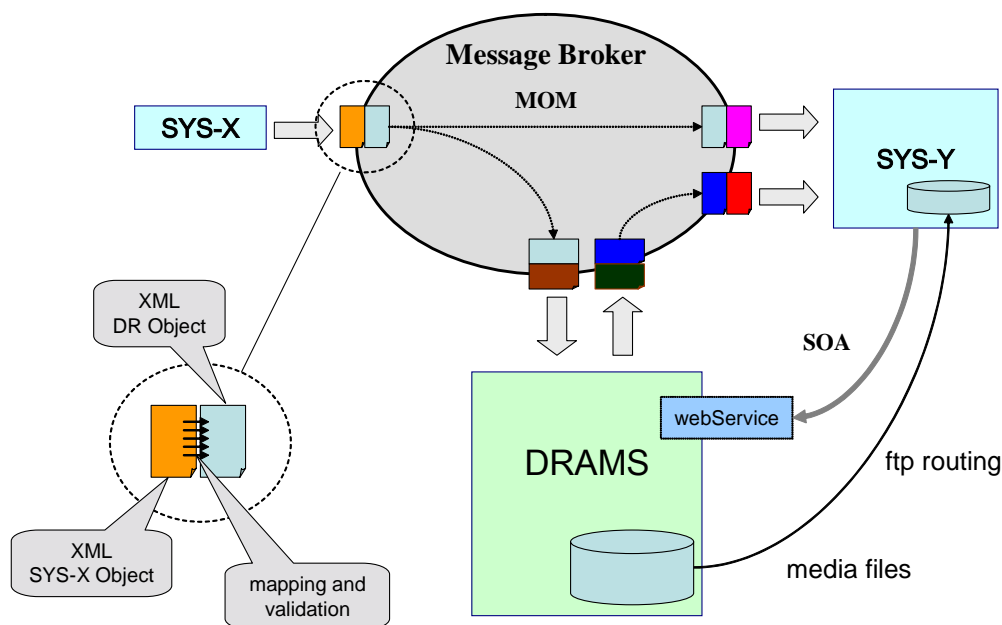 Message Broker
MOM
SYS-X
SYS-Y
XML
DR Object
SOA
webService
DRAMS
ftp routing
XML
SYS-X Object
mapping and
validation
media files